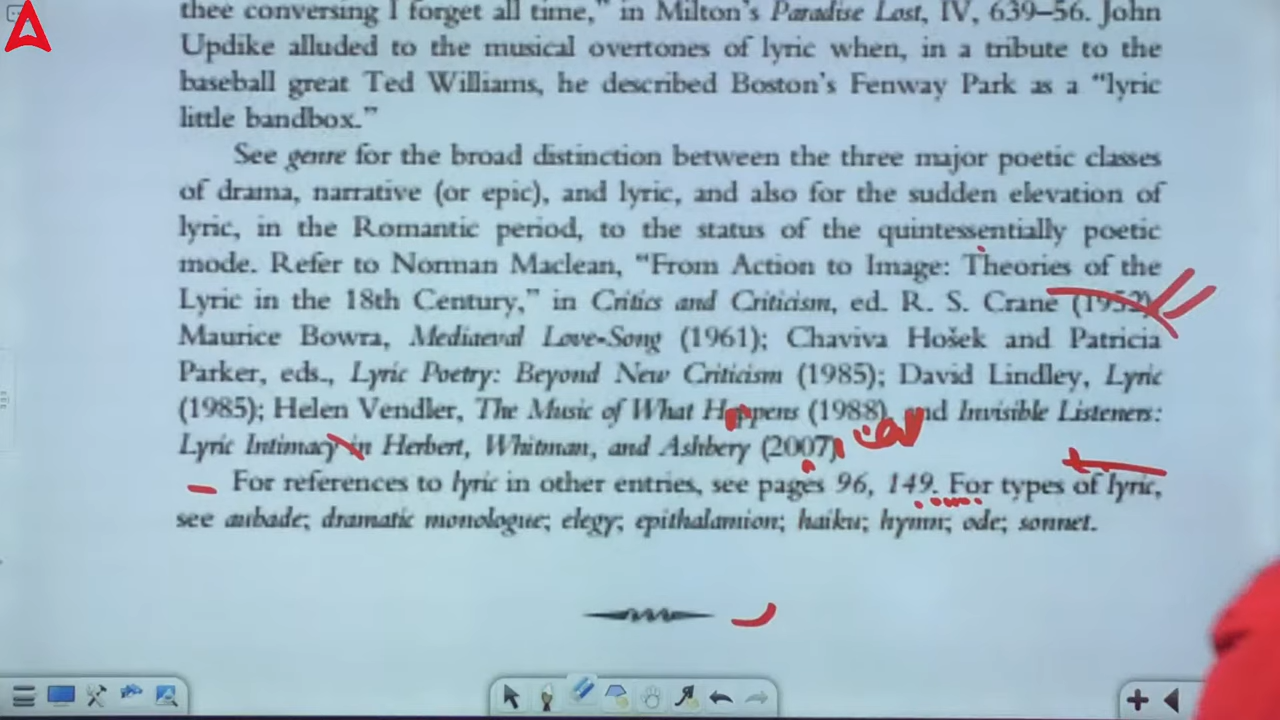 thee conversing I forget all time," in Milton's Paradise Lost, IV, 639–56. John
Updike alluded to the musical overtones of lyric when, in a tribute to the
baseball great Ted Williams, he described Boston's Fenway Park as a "lyric
little bandbox."
See genre for the broad distinction between the three major poetic classes
of drama, narrative (or epic), and lyric, and also for the sudden elevation of
lyric, in the Romantic period, to the status of the quintessentially poetic
mode. Refer to Norman Maclean, "From Action to Image: Theories of the
Lyric in the 18th Century," in Critics and Criticism, ed. R. S. Crane (1952);
Maurice Bowra, Mediaeval Love-Song (1961); Chaviva Hošek and Patricia
Parker, eds., Lyric Poetry: Beyond New Criticism (1985); David Lindley, Lyric
(1985); Helen Vendler, The Music of What Happens (1988), and Invisible Listeners:
Lyric Intimacy in Herbert, Whitman, and Ashbery (2007).
For references to lyric in other entries, see pages 96, 149. For types of lyric,
see aubade; dramatic monologue; elegy; epithalamion; haiku; hymn; ode; sonnet.